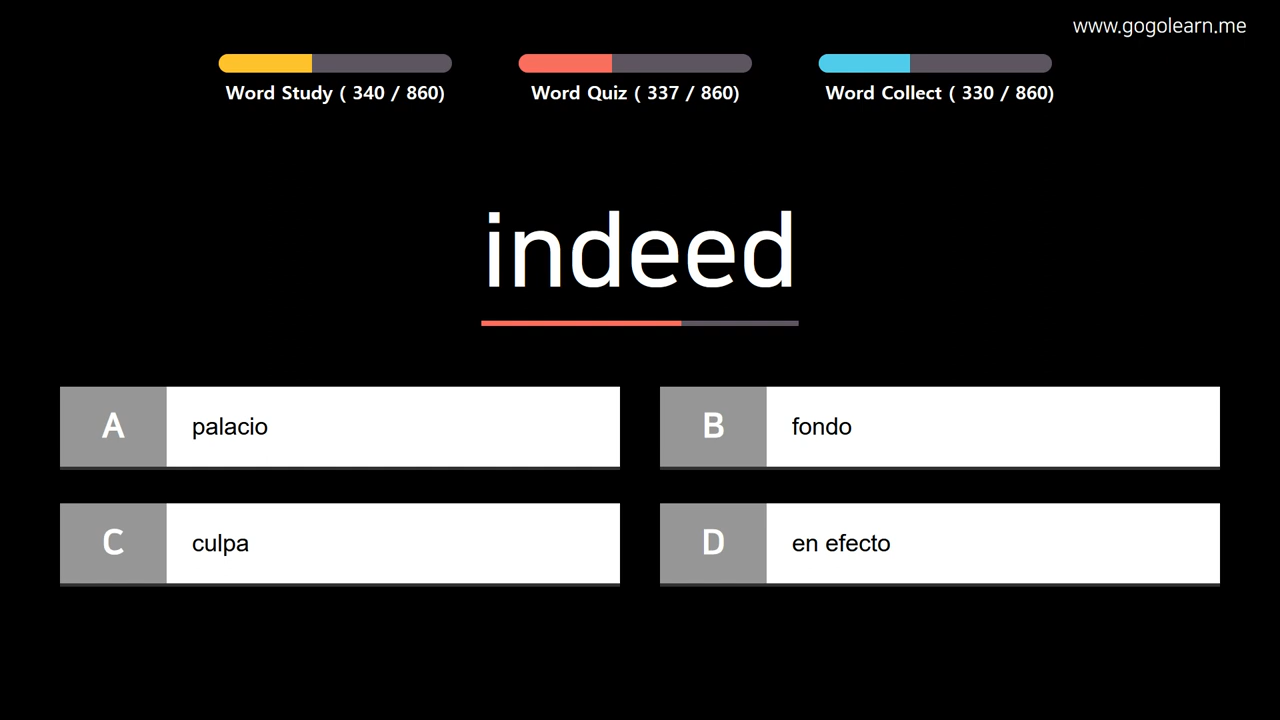 www.gogolearn.me
Word Study ( 340 / 860)
Word Quiz ( 337 / 860)
Word Collect ( 330 / 860)
indeed
A palacio
B fondo
C culpa
D en efecto